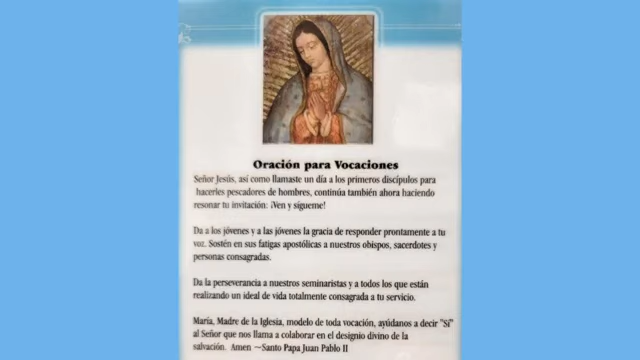 Oración para Vocaciones
Señor Jesús, así como llamaste un día a los primeros discípulos para
hacerles pescadores de hombres, continúa también ahora haciendo
resonar tu invitación: ¡Ven y sígueme!
Da a los jóvenes y a las jóvenes la gracia de responder prontamente a tu
voz. Sostén en sus fatigas apostólicas a nuestros obispos, sacerdotes y
personas consagradas.
Da la perseverancia a nuestros seminaristas y a todos los que están
realizando un ideal de vida totalmente consagrada a tu servicio.
María, Madre de la Iglesia, modelo de toda vocación, ayúdanos a decir "Sí"
al Señor que nos llama a colaborar en el designio divino de la
salvación. Amen ~Santo Papa Juan Pablo II